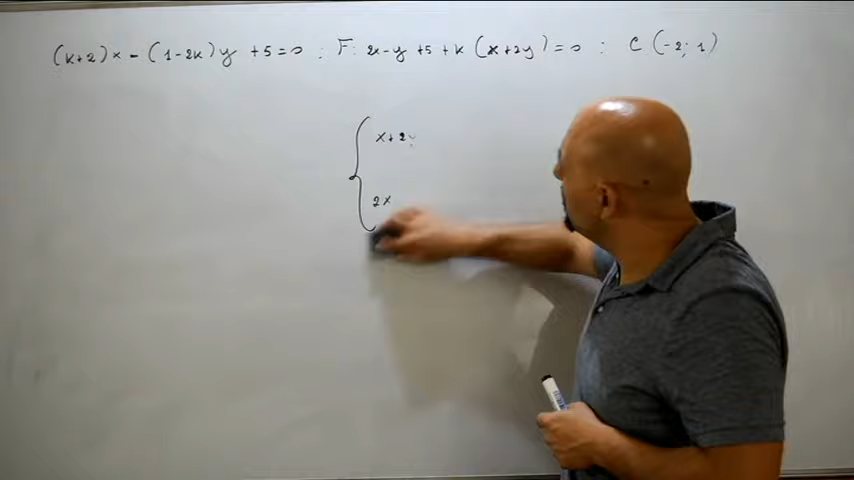 (k+2)x - (1-2k)y +5=0 : F: 2x-y+5+k(x+2y)=0 : C(-2; 1)
x+2y
2x